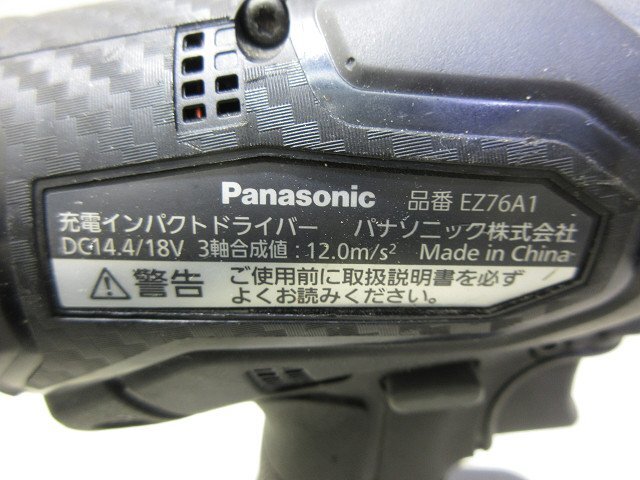 Panasonic 品番 EZ76A1
充電インパクトドライバー パナソニック株式会社
DC14.4/18V 3軸合成値:12.0m/s² Made in China
警告 ご使用前に取扱説明書を必ず
よくお読みください。